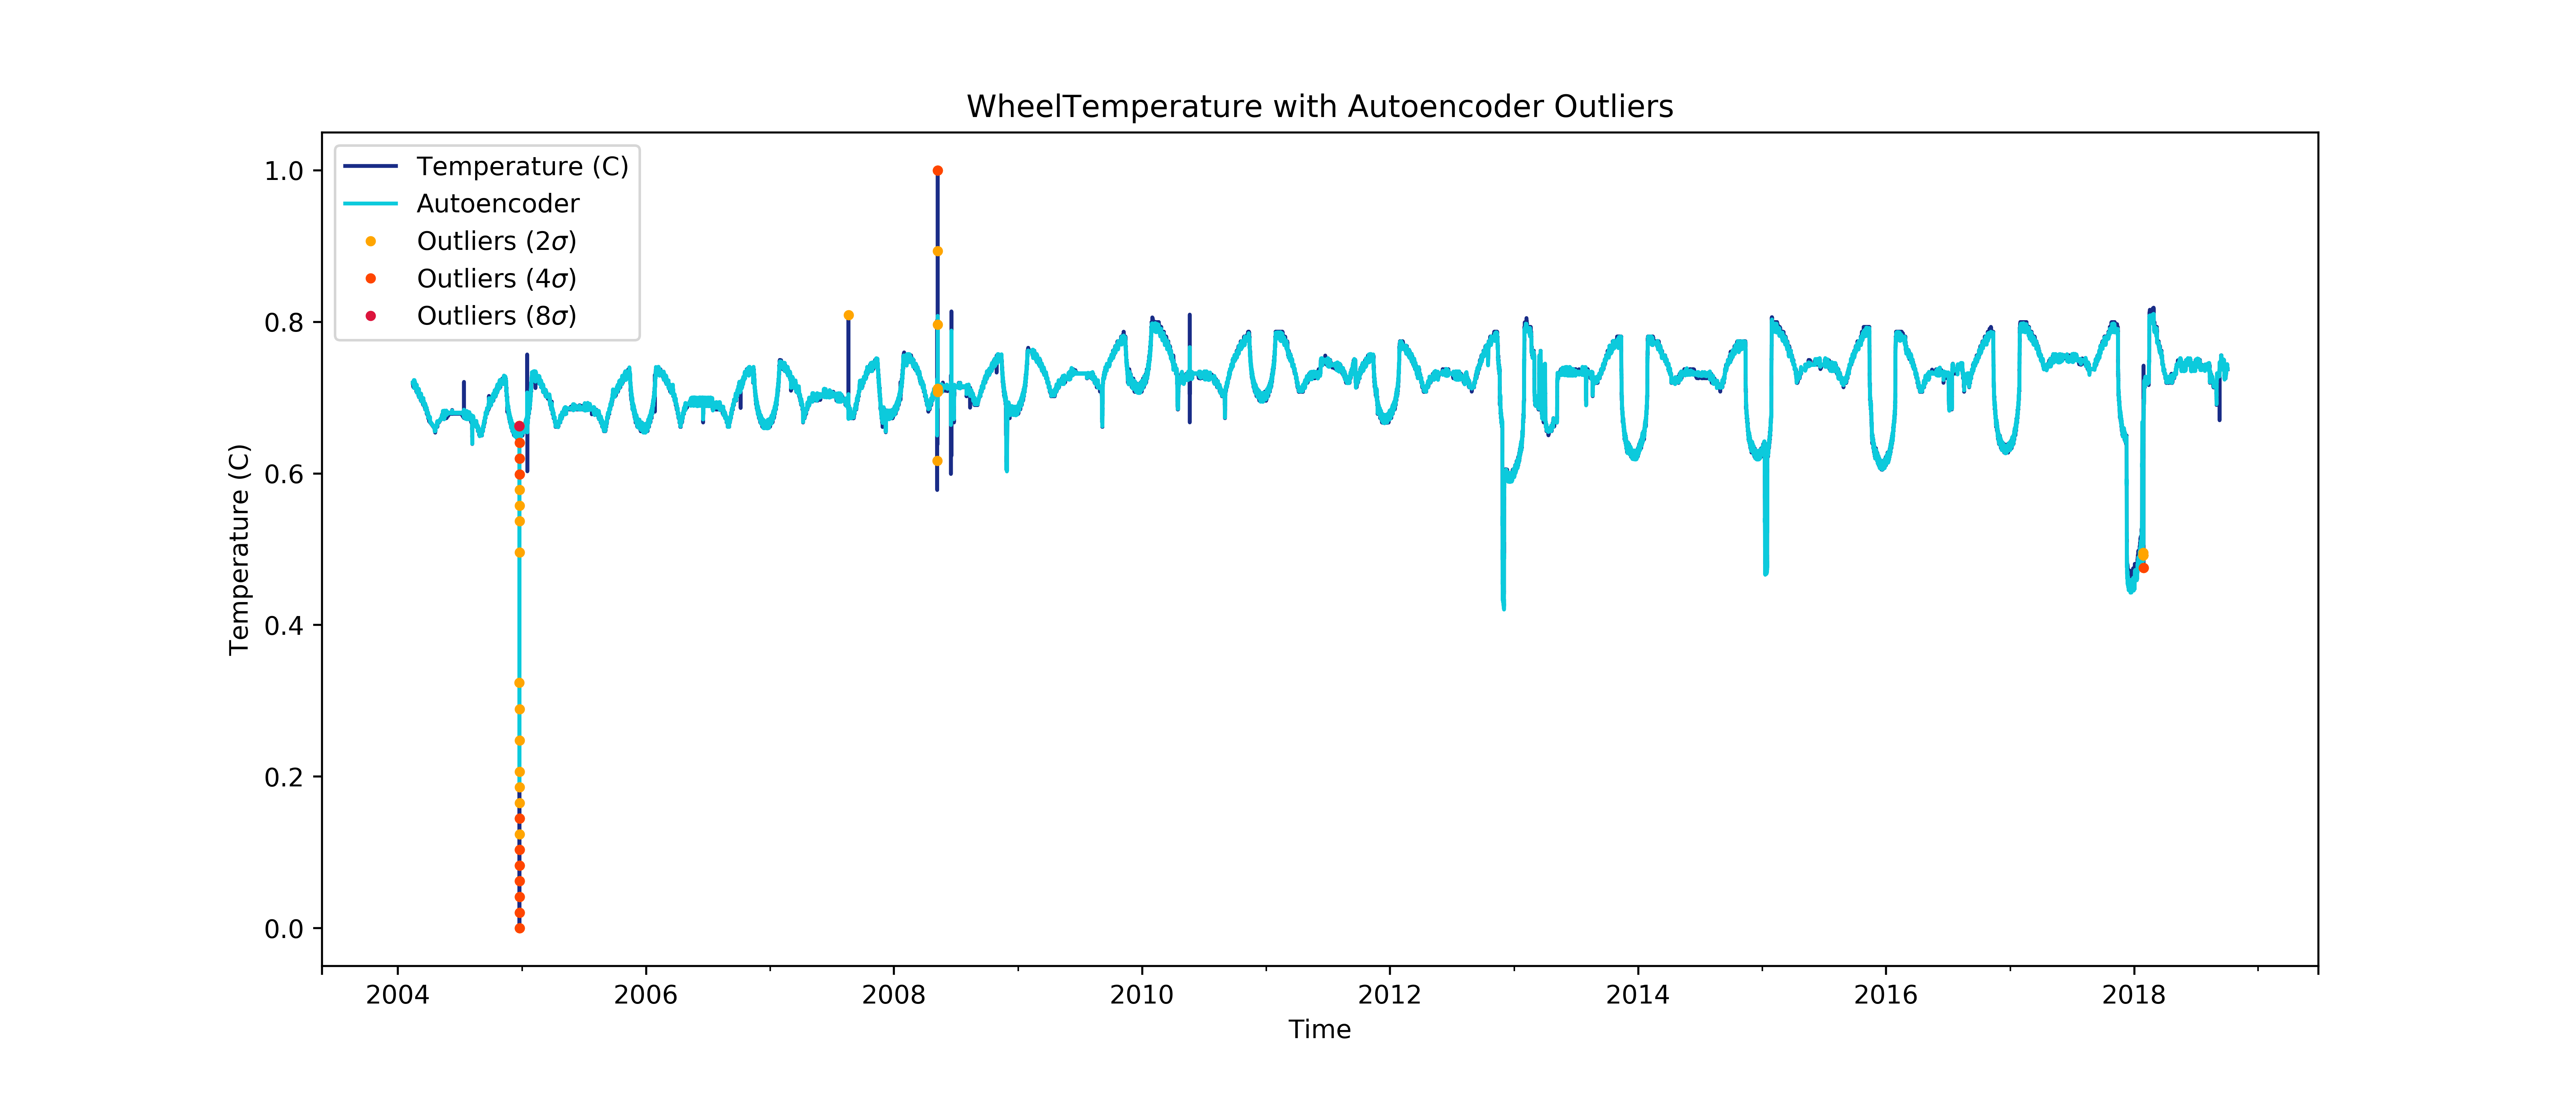 WheelTemperature with Autoencoder Outliers
Temperature (C)
Autoencoder
Outliers (2σ)
Outliers (4σ)
Outliers (8σ)
1.0
0.8
0.6
0.4
0.2
0.0
Temperature (C)
2004 2006 2008 2010 2012 2014 2016 2018
Time